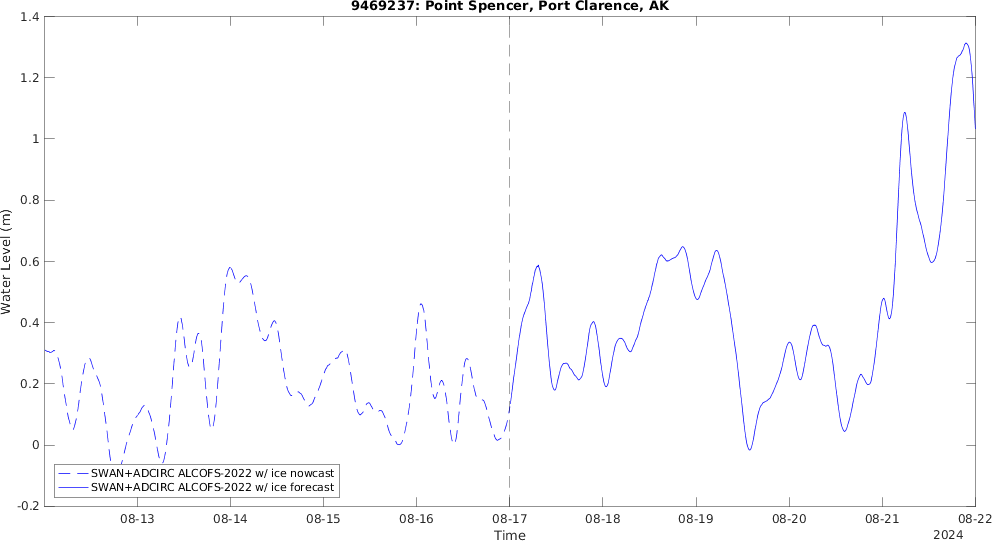 9469237: Point Spencer, Port Clarence, AK
1.4
1.2
1
0.8
0.6
0.4
0.2
0
-0.2
Water Level (m)
SWAN+ADCIRC ALCOFS-2022 w/ ice nowcast
SWAN+ADCIRC ALCOFS-2022 w/ ice forecast
08-13 08-14 08-15 08-16 08-17 08-18 08-19 08-20 08-21 08-22
Time
2024